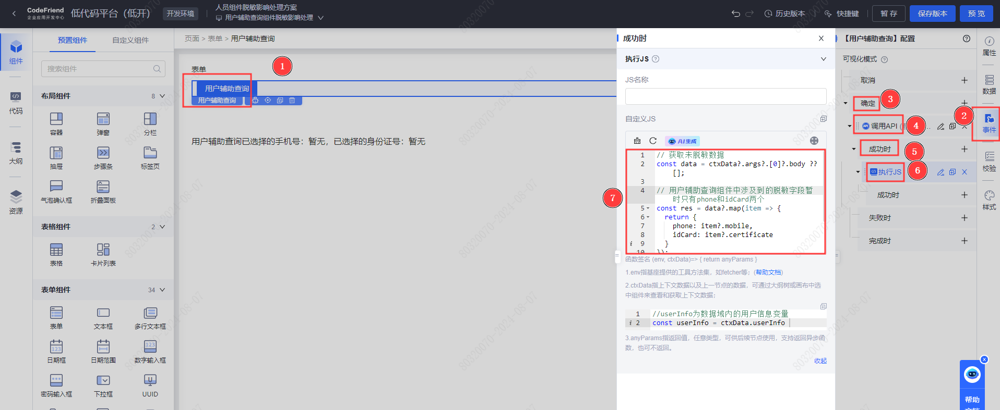 CodeFriend
企业应用开发中心
低代码平台（低开）
开发环境
人员组件脱敏影响处理方案
用户辅助查询组件脱敏影响处理
历史版本
快捷键
暂 存
保存版本
预 览
组件
代码
大纲
资源
预置组件
自定义组件
搜索组件
布局组件
8
容器
弹窗
分栏
抽屉
步骤条
标签页
气泡确认框
折叠面板
表格组件
2
表格
卡片列表
表单组件
34
表单
文本框
多行文本框
日期框
日期范围
数字输入框
密码输入框
下拉框
UUID
页面 > 表单 > 用户辅助查询
表单
1
用户辅助查询
用户辅助查询
用户辅助查询已选择的手机号：暂无，已选择的身份证号：暂无
成功时
执行JS
JS名称
自定义JS
AI生成
7
1 // 获取未脱敏数据
2 const data = ctxData?.args?.[0]?.body ??
[];
3
4 // 用户辅助查询组件中涉及到的脱敏字段暂
时只有phone和idCard两个
5 const res = data?.map(item => {
6 return {
7 phone: item?.mobile,
8 idCard: item?.certificate
9 }
10 });
函数签名 (env, ctxData)=> { return anyParams }
1.env指基座提供的工具方法集，如fetcher等；(帮助文档)
2.ctxData指上下文数据以及上一节点的数据，可通过大纲树或画布中选
中组件来查看和获取上下文数据；
1 //userInfo为数据域内的用户信息变量
2 const userInfo = ctxData.userInfo
3.anyParams指返回值，任意类型，可供后续节点使用，支持返回异步函
数，也可不返回。
收起
【用户辅助查询】配置
可视化模式
取消
确定
3
调用API
4
成功时
5
执行JS
6
成功时
失败时
完成时
属性
数据
2
事件
校验
样式
帮助
80320070-2024-08-07